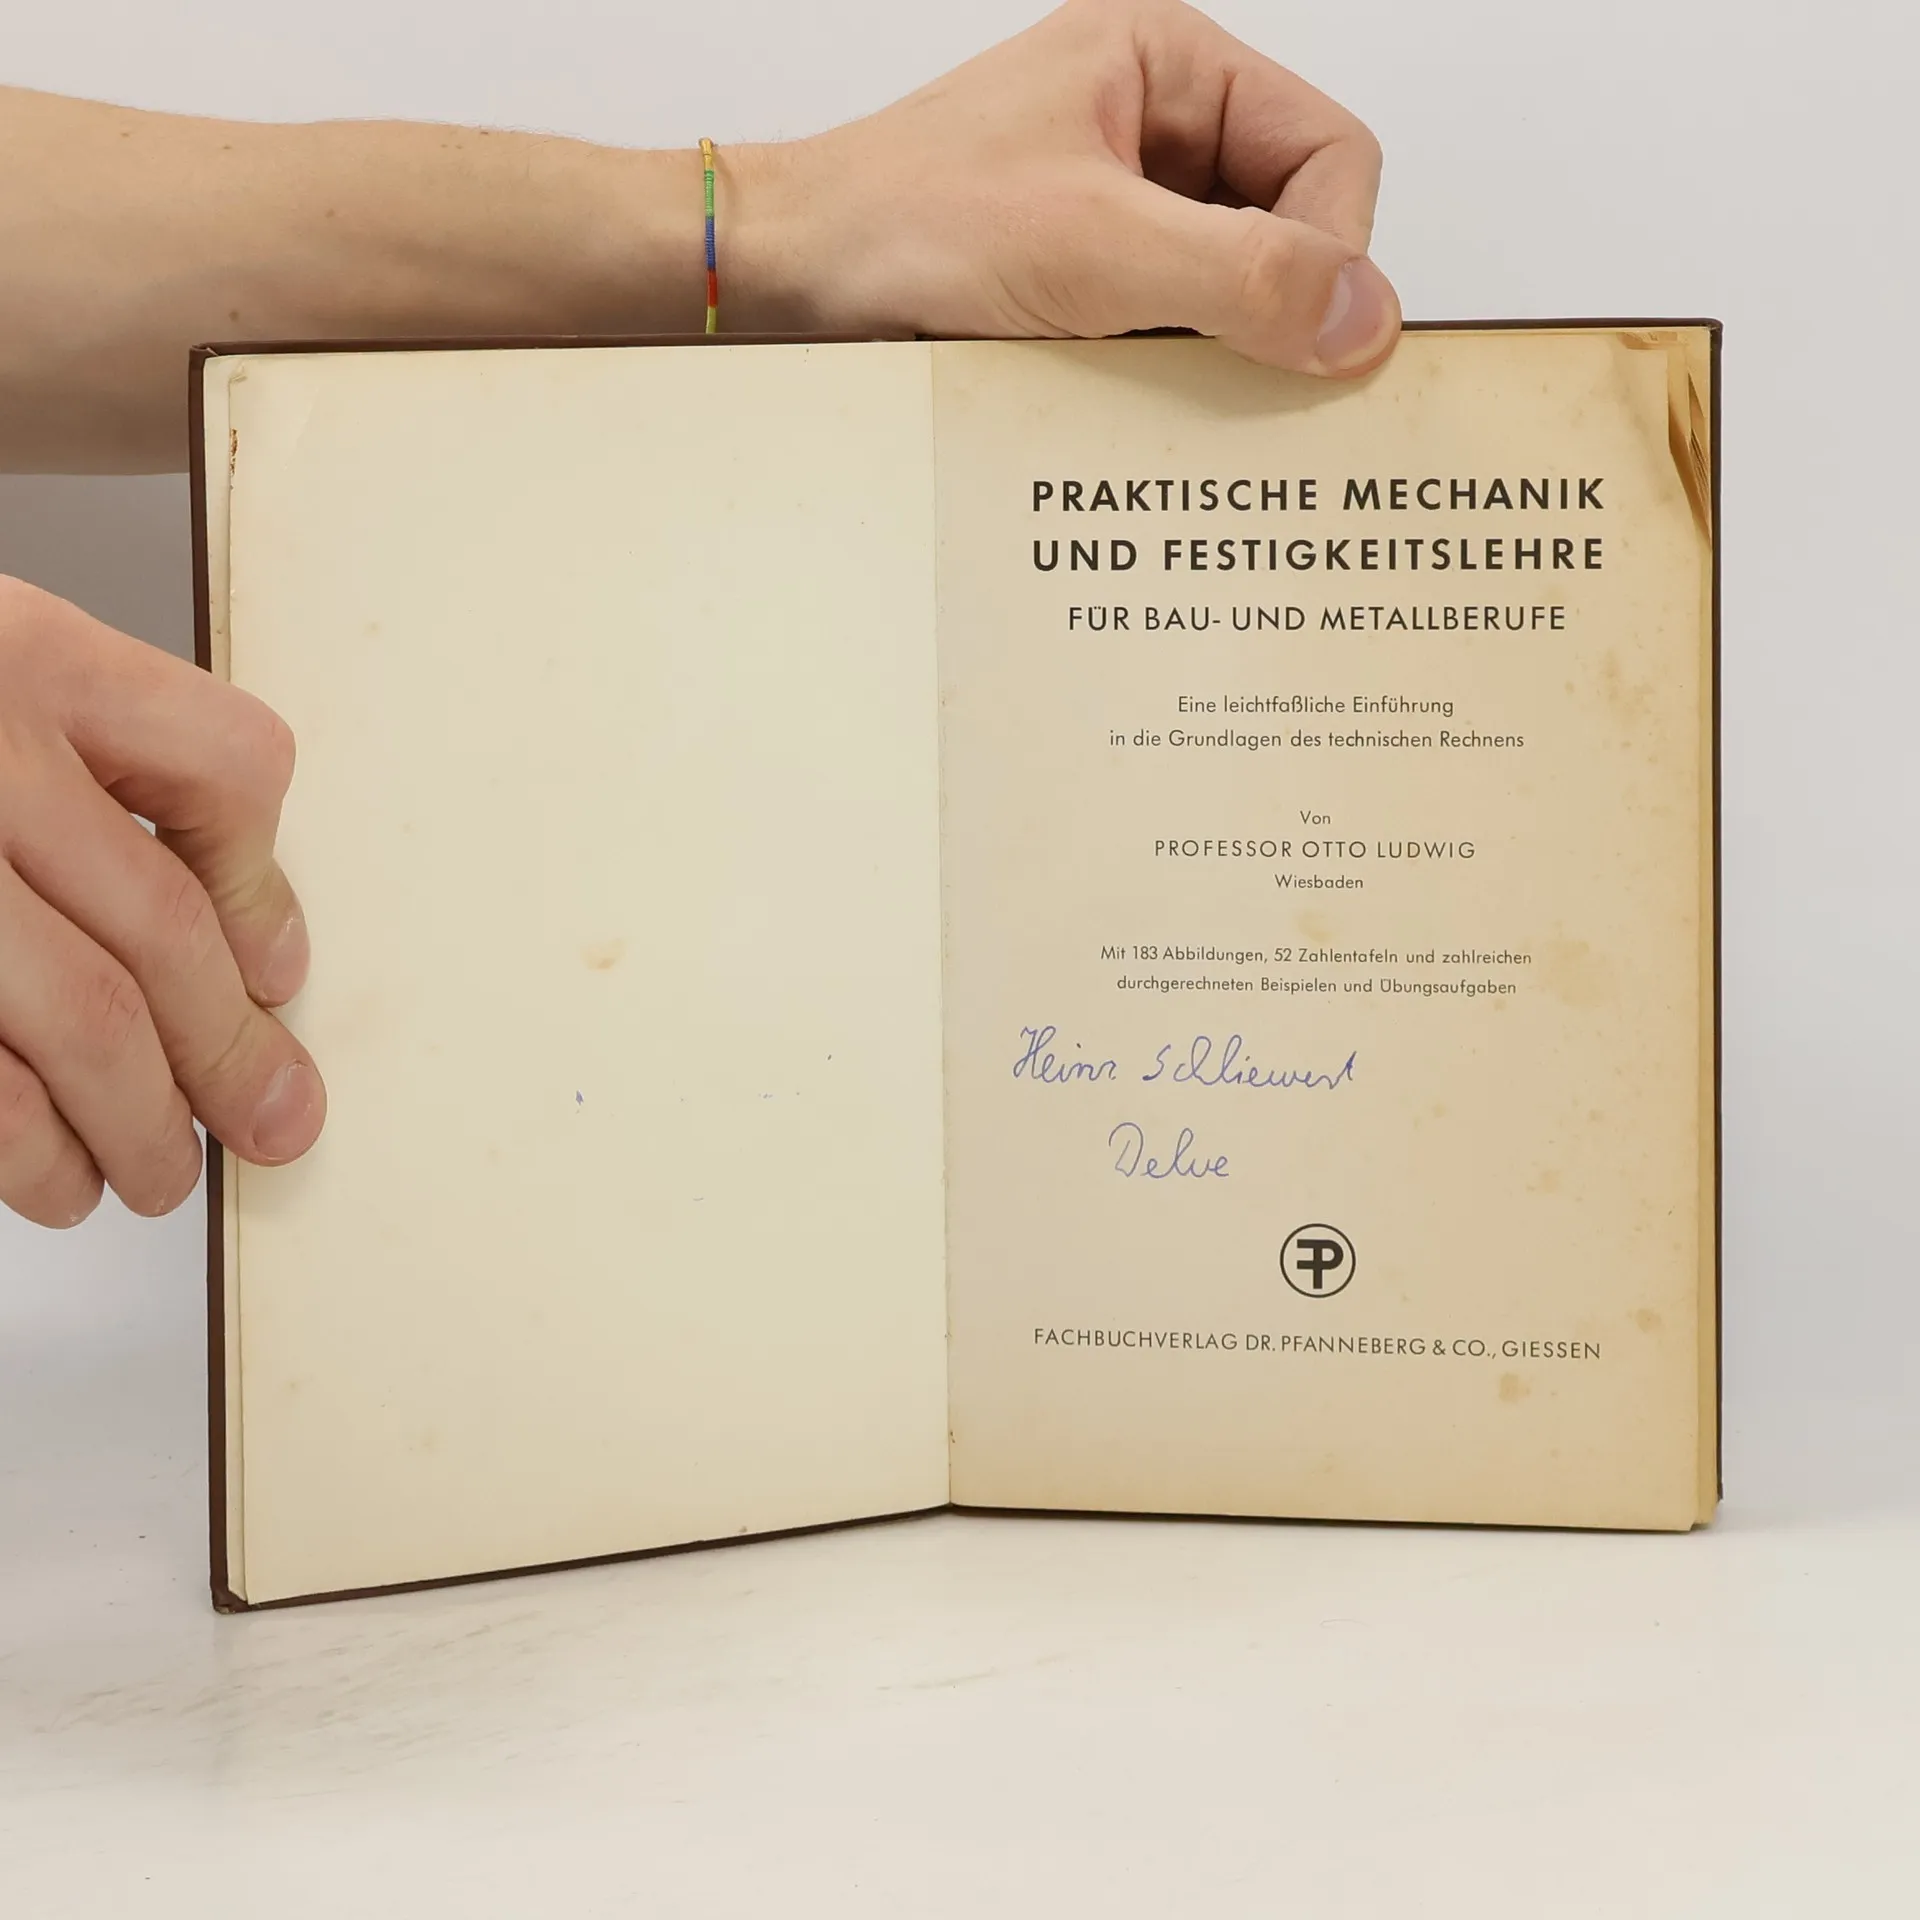 PRAKTISCHE MECHANIK
UND FESTIGKEITSLEHRE
FÜR BAU- UND METALLBERUFE
Eine leichtfaßliche Einführung
in die Grundlagen des technischen Rechnens
Von
PROFESSOR OTTO LUDWIG
Wiesbaden
Mit 183 Abbildungen, 52 Zahlentafeln und zahlreichen
durchgerechneten Beispielen und Übungsaufgaben
Heinr Schliewert
Delve
FP
FACHBUCHVERLAG DR. PFANNEBERG & CO., GIESSEN